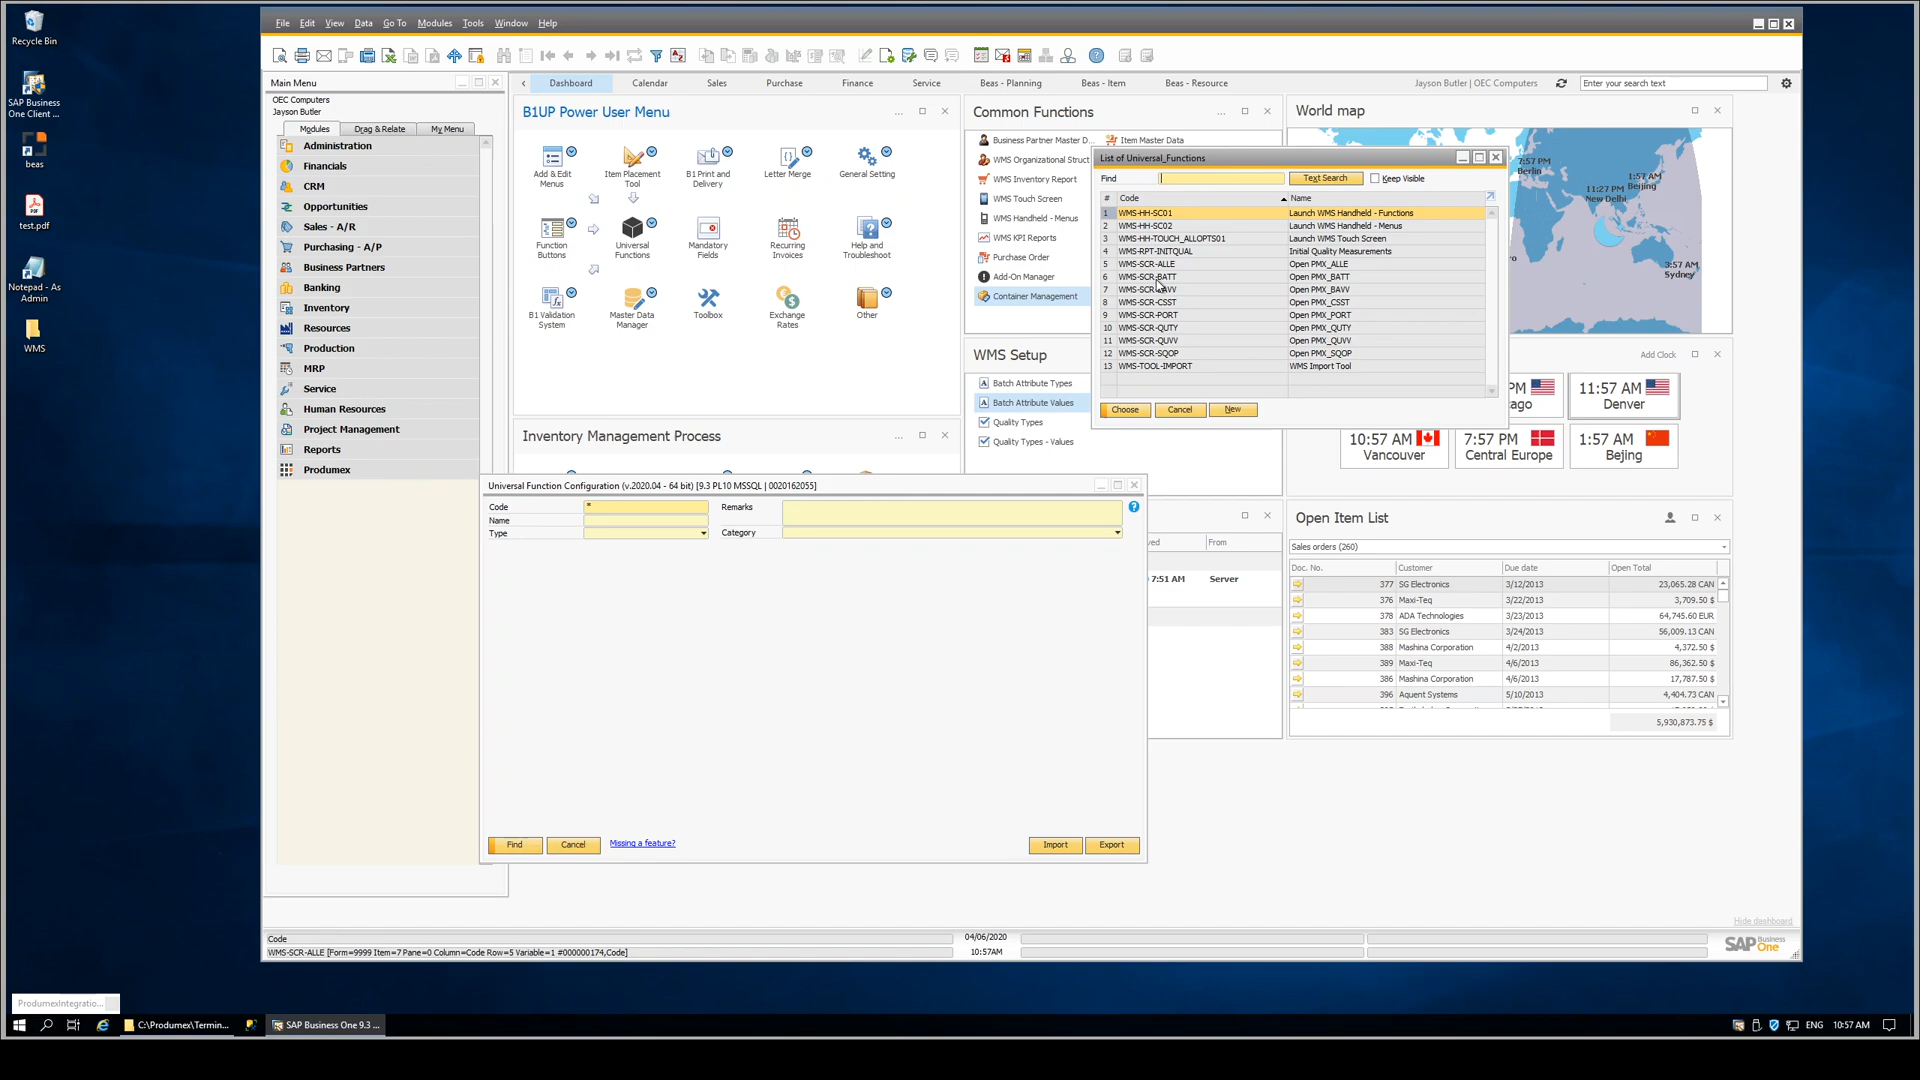 Recycle Bin
SAP Business
One Client ...
beas
test.pdf
Notepad - As
Admin
WMS
File Edit View Data Go To Modules Tools Window Help
Main Menu
OEC Computers
Jayson Butler
Modules Drag & Relate My Menu
Administration
Financials
CRM
Opportunities
Sales - A/R
Purchasing - A/P
Business Partners
Banking
Inventory
Resources
Production
MRP
Service
Human Resources
Project Management
Reports
Produmex
Dashboard Calendar Sales Purchase Finance Service Beas - Planning Beas - Item Beas - Resource
Jayson Butler | OEC Computers
Enter your search text
B1UP Power User Menu
Add & Edit
Menus
Item Placement
Tool
B1 Print and
Delivery
Letter Merge
General Setting
Function
Buttons
Universal
Functions
Mandatory
Fields
Recurring
Invoices
Help and
Troubleshoot
B1 Validation
System
Master Data
Manager
Toolbox
Exchange
Rates
Other
Inventory Management Process
Common Functions
Business Partner Master D... Item Master Data
WMS Organizational Struct
WMS Inventory Report
WMS Touch Screen
WMS Handheld - Menus
WMS KPI Reports
Purchase Order
Add-On Manager
Container Management
WMS Setup
Batch Attribute Types
Batch Attribute Values
Quality Types
Quality Types - Values
World map
7:57 PM
Berlin
1:57 AM
Beijing
11:27 PM
New Delhi
3:57 AM
Sydney
List of Universal_Functions
Find Text Search Keep Visible
# Code Name
1 WMS-HH-SC01 Launch WMS Handheld - Functions
2 WMS-HH-SC02 Launch WMS Handheld - Menus
3 WMS-HH-TOUCH_ALLOPTS01 Launch WMS Touch Screen
4 WMS-RPT-INITQUAL Initial Quality Measurements
5 WMS-SCR-ALLE Open PMX_ALLE
6 WMS-SCR-BATT Open PMX_BATT
7 WMS-SCR- AVV Open PMX_BAVV
8 WMS-SCR-CSST Open PMX_CSST
9 WMS-SCR-PORT Open PMX_PORT
10 WMS-SCR-QUTY Open PMX_QUTY
11 WMS-SCR-QUVV Open PMX_QUVV
12 WMS-SCR-SQOP Open PMX_SQOP
13 WMS-TOOL-IMPORT WMS Import Tool
Choose Cancel New
Add Clock
PM
ago
11:57 AM
Denver
10:57 AM
Vancouver
7:57 PM
Central Europe
1:57 AM
Bejing
Universal Function Configuration (v.2020.04 - 64 bit) [9.3 PL10 MSSQL | 0020162055]
Code * Remarks
Name
Type Category
Find Cancel Missing a feature? Import Export
ved From
7:51 AM Server
Open Item List
Sales orders (260)
Doc. No. Customer Due date Open Total
377 SG Electronics 3/12/2013 23,065.28 CAN
376 Maxi-Teq 3/22/2013 3,709.50 $
378 ADA Technologies 3/23/2013 64,745.60 EUR
383 SG Electronics 3/24/2013 56,009.13 CAN
388 Mashina Corporation 4/2/2013 4,372.50 $
389 Maxi-Teq 4/6/2013 86,362.50 $
386 Mashina Corporation 4/6/2013 17,787.50 $
396 Aquent Systems 5/10/2013 4,404.73 CAN
5,930,873.75 $
Hide dashboard
Code
04/06/2020
WMS-SCR-ALLE [Form=9999 Item=7 Pane=0 Column=Code Row=5 Variable=1 #000000174,Code]
10:57AM
SAP Business
One
ProdumexIntegratio...
C:\Produmex\Termin... SAP Business One 9.3 ... ENG 10:57 AM